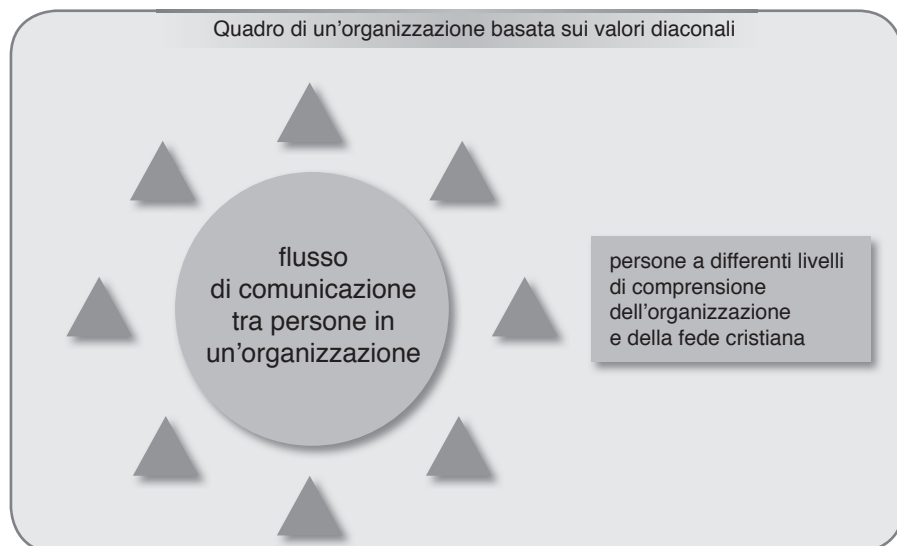 Quadro di un'organizzazione basata sui valori diaconali
flusso
di comunicazione
tra persone in
un'organizzazione
persone a differenti livelli
di comprensione
dell'organizzazione
e della fede cristiana